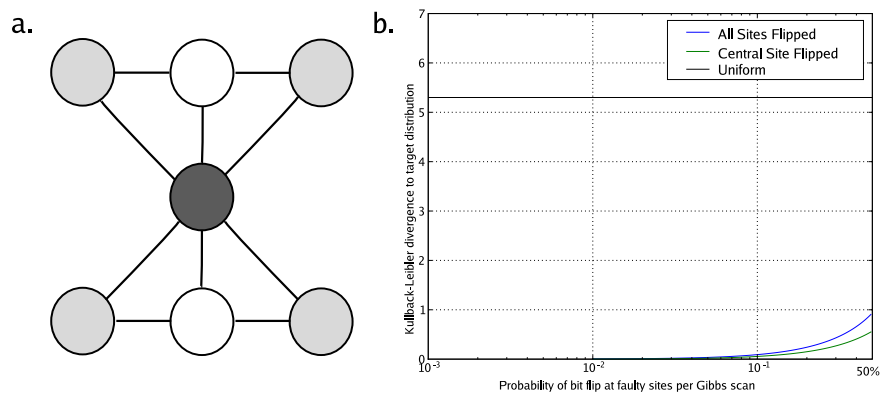 a.
b.
7
6
5
4
3
2
1
0
Kullback-Leibler divergence to target distribution
All Sites Flipped
Central Site Flipped
Uniform
10^-3
10^-2
10^-1
50%
Probability of bit flip at faulty sites per Gibbs scan